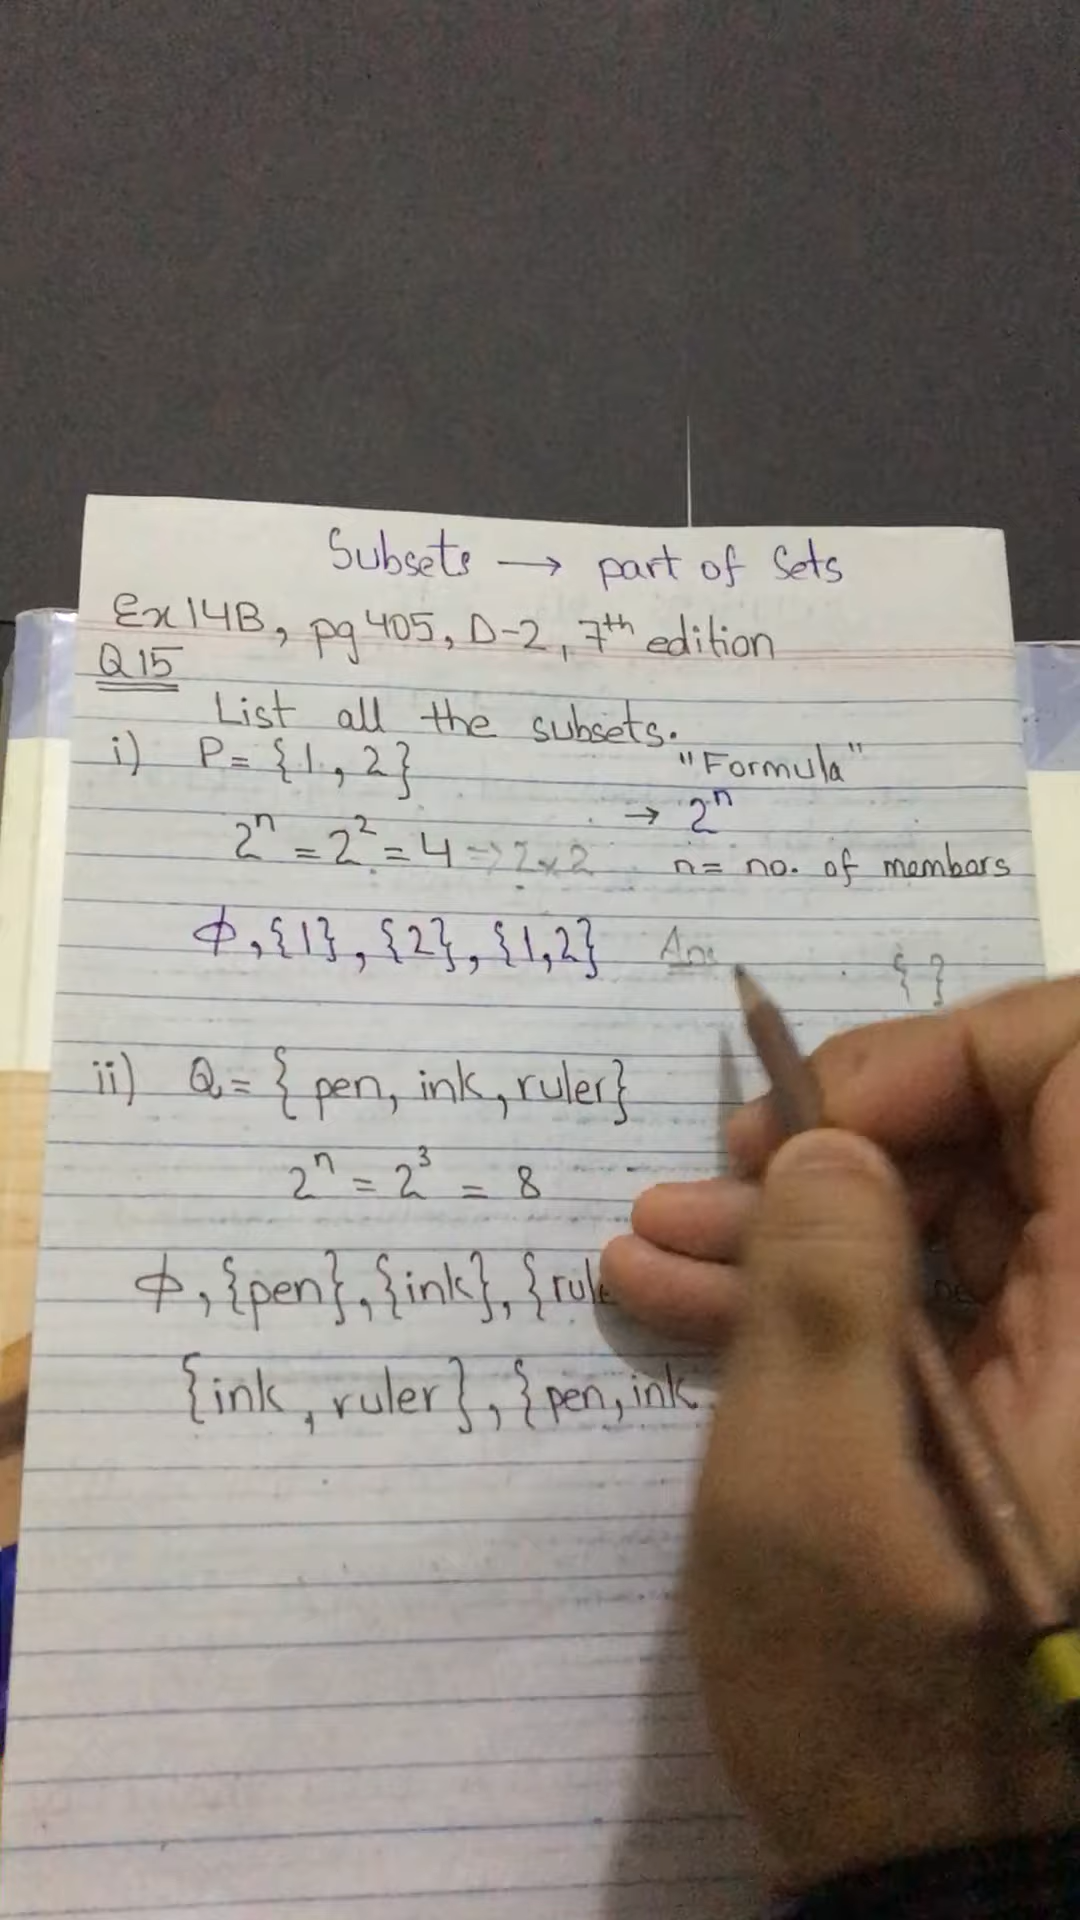 Subsets → part of Sets
Ex 14B, pg 405, D-2, 7th edition
Q15
List all the subsets.
i) P = {1, 2}
"Formula"
→ 2ⁿ
2ⁿ = 2² = 4 => 2 × 2
n = no. of members
ϕ, {1}, {2}, {1,2} Ans
{ }
ii) Q = { pen, ink, ruler}
2ⁿ = 2³ = 8
ϕ, {pen}, {ink}, {rule
{ink, ruler}, {pen, ink